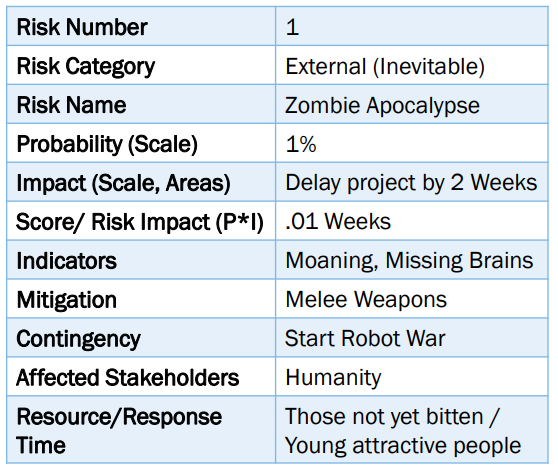 Risk Number 1
Risk Category External (Inevitable)
Risk Name Zombie Apocalypse
Probability (Scale) 1%
Impact (Scale, Areas) Delay project by 2 Weeks
Score/ Risk Impact (P*I) .01 Weeks
Indicators Moaning, Missing Brains
Mitigation Melee Weapons
Contingency Start Robot War
Affected Stakeholders Humanity
Resource/Response Those not yet bitten /
Time Young attractive people